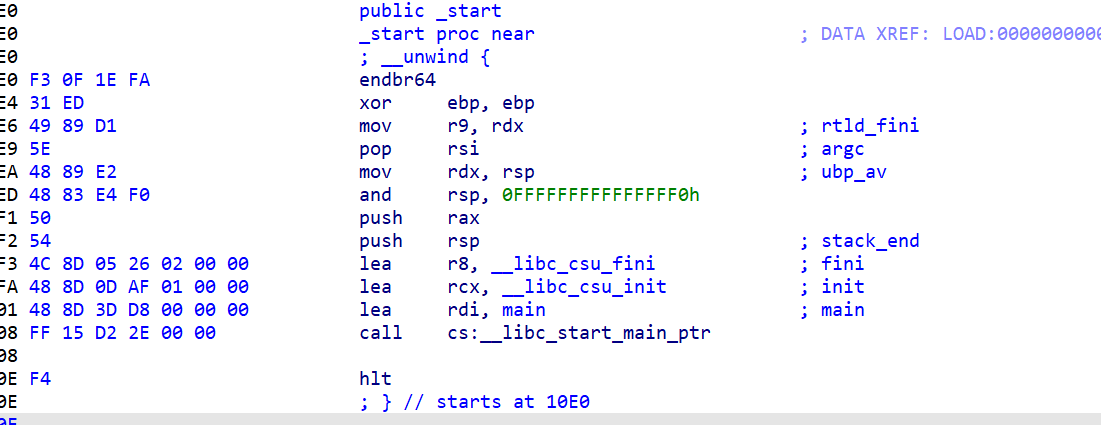 E0 public _start
E0 _start proc near ; DATA XREF: LOAD:0000000000
E0 ; __unwind {
E0 F3 0F 1E FA endbr64
E4 31 ED xor ebp, ebp
E6 49 89 D1 mov r9, rdx ; rtld_fini
E9 5E pop rsi ; argc
EA 48 89 E2 mov rdx, rsp ; ubp_av
ED 48 83 E4 F0 and rsp, 0FFFFFFFFFFFFFFF0h
F1 50 push rax
F2 54 push rsp ; stack_end
F3 4C 8D 05 26 02 00 00 lea r8, __libc_csu_fini ; fini
FA 48 8D 0D AF 01 00 00 lea rcx, __libc_csu_init ; init
01 48 8D 3D D8 00 00 00 lea rdi, main ; main
08 FF 15 D2 2E 00 00 call cs:__libc_start_main_ptr
08
0E F4 hlt
0E ; } // starts at 10E0